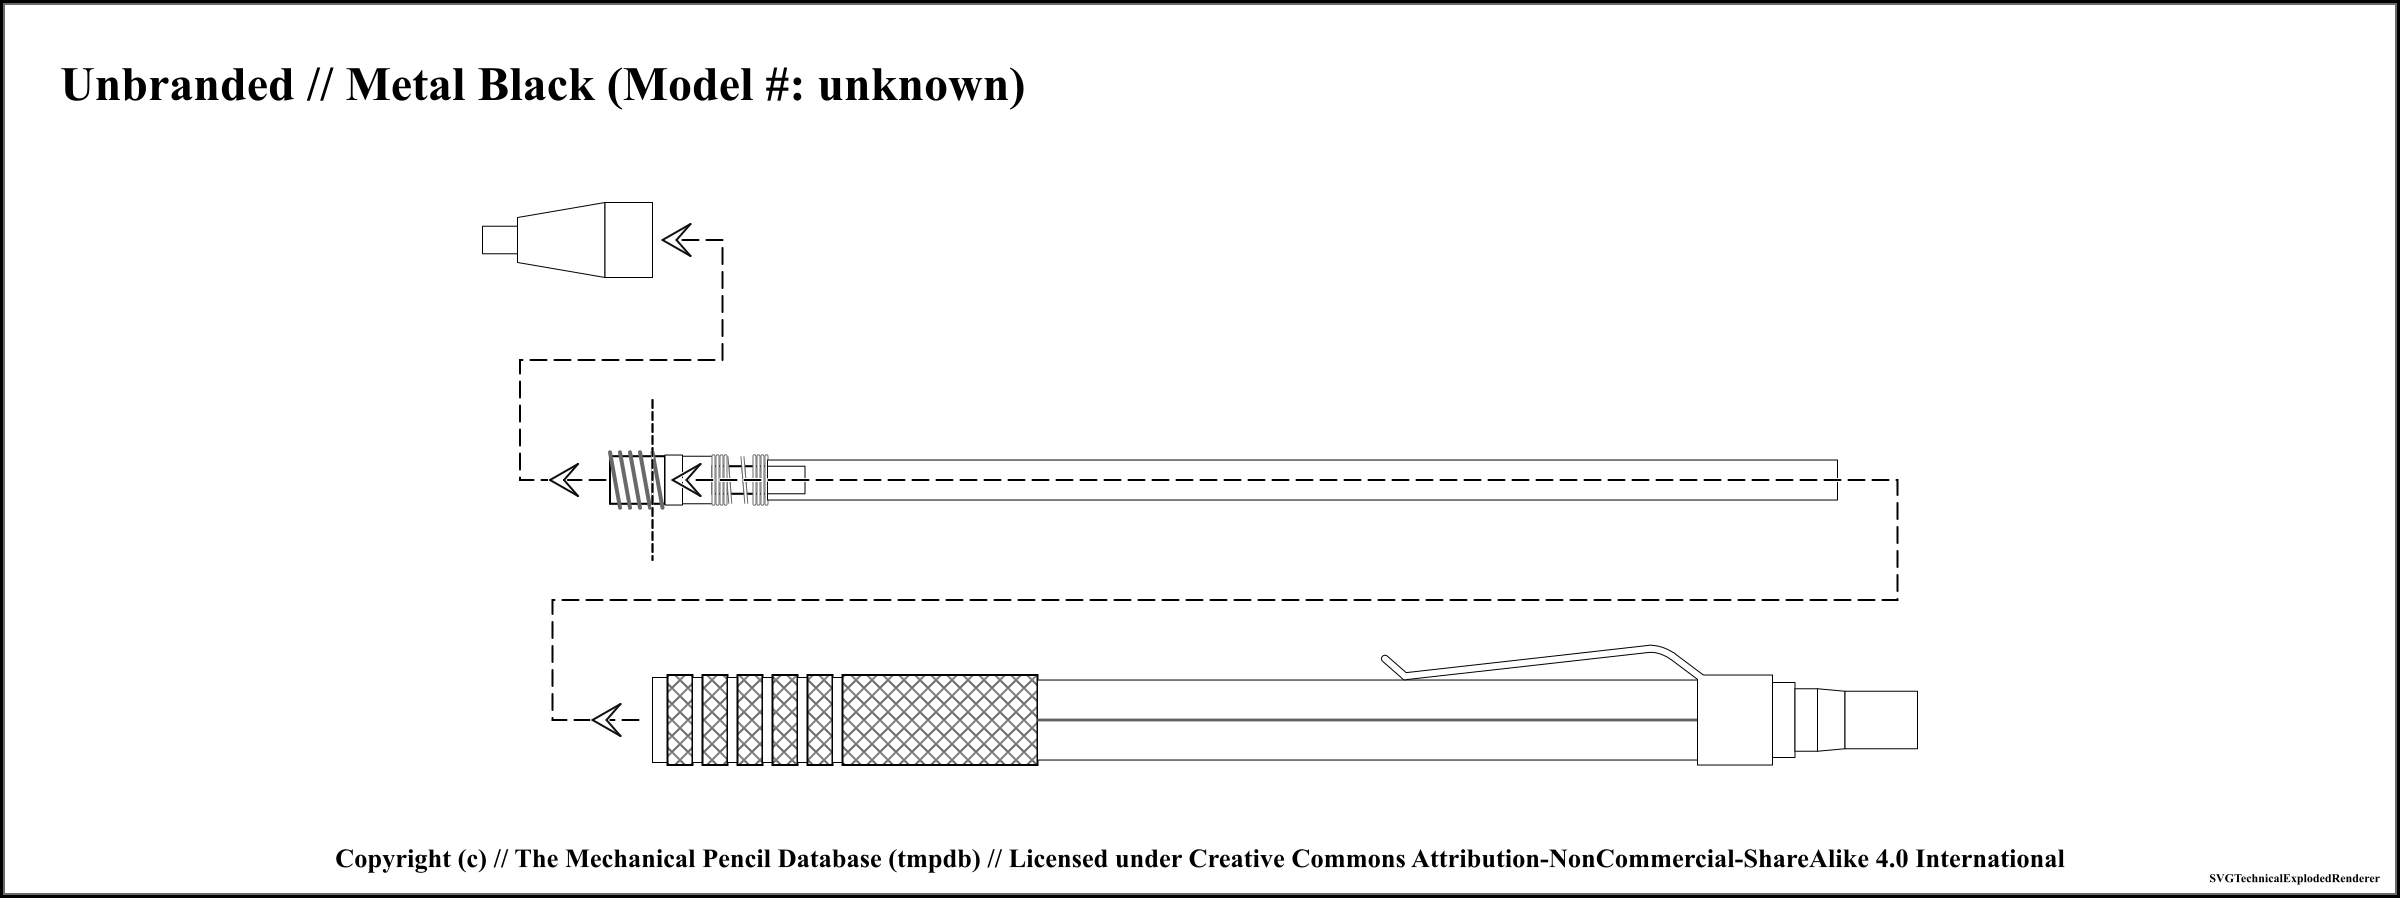 Unbranded // Metal Black (Model #: unknown)
Copyright (c) // The Mechanical Pencil Database (tmpdb) // Licensed under Creative Commons Attribution-NonCommercial-ShareAlike 4.0 International
SVGTechnicalExplodedRenderer